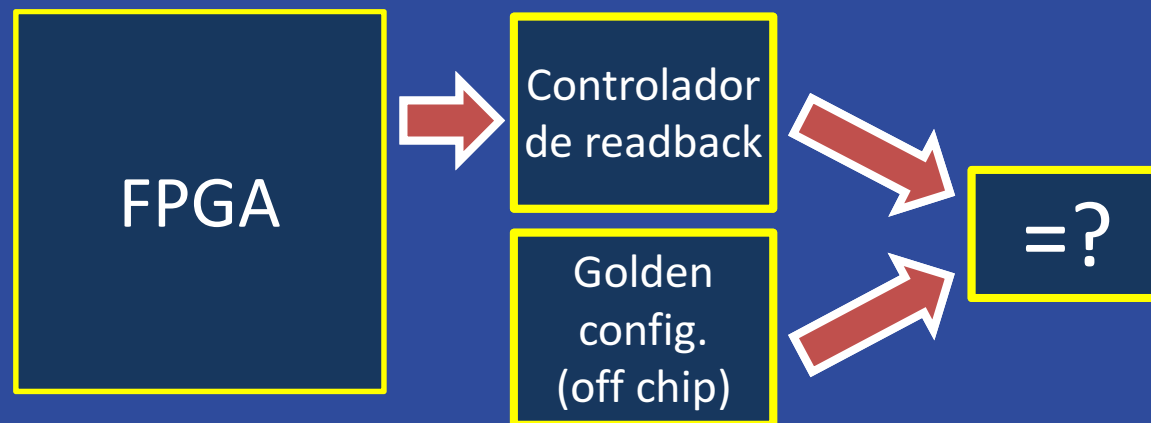 FPGA
Controlador
de readback
Golden
config.
(off chip)
=?